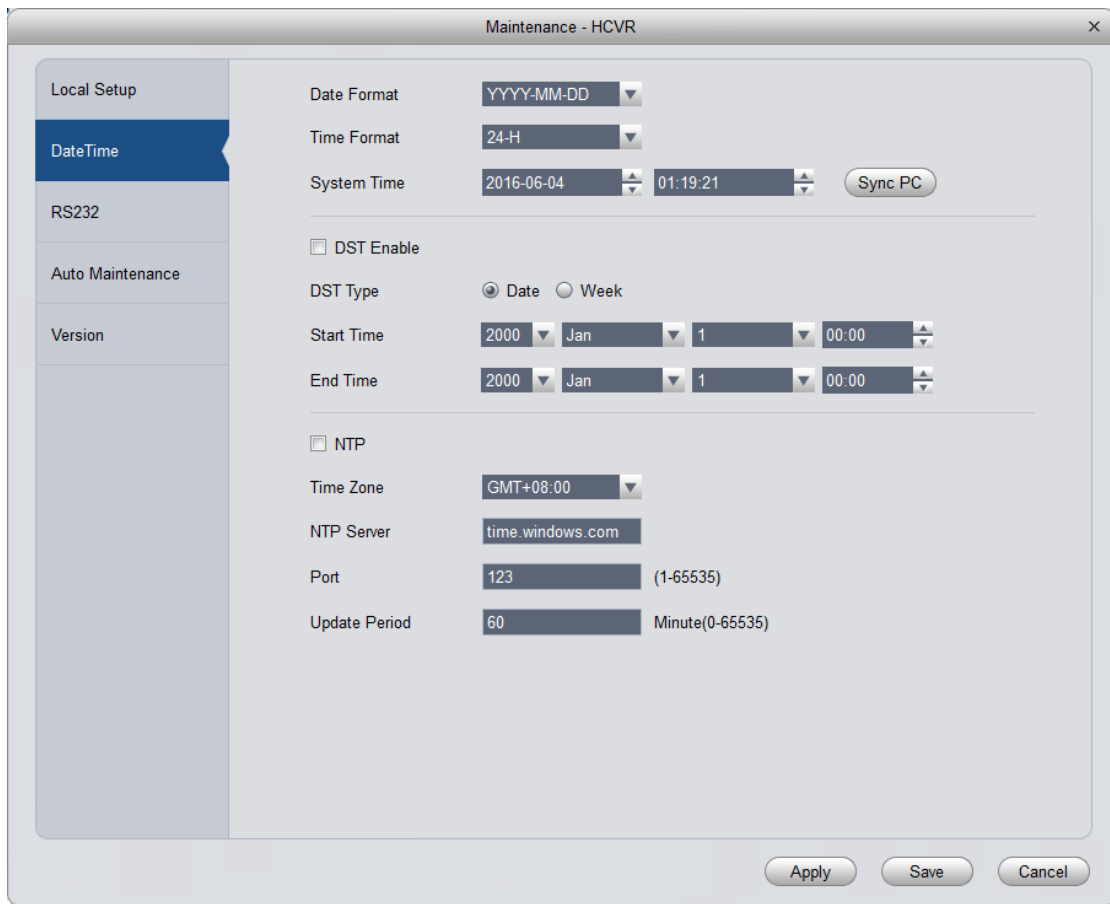 Maintenance - HCVR
Local Setup
DateTime
RS232
Auto Maintenance
Version
Date Format YYYY-MM-DD
Time Format 24-H
System Time 2016-06-04 01:19:21 Sync PC
DST Enable
DST Type Date Week
Start Time 2000 Jan 1 00:00
End Time 2000 Jan 1 00:00
NTP
Time Zone GMT+08:00
NTP Server time.windows.com
Port 123 (1-65535)
Update Period 60 Minute(0-65535)
Apply Save Cancel